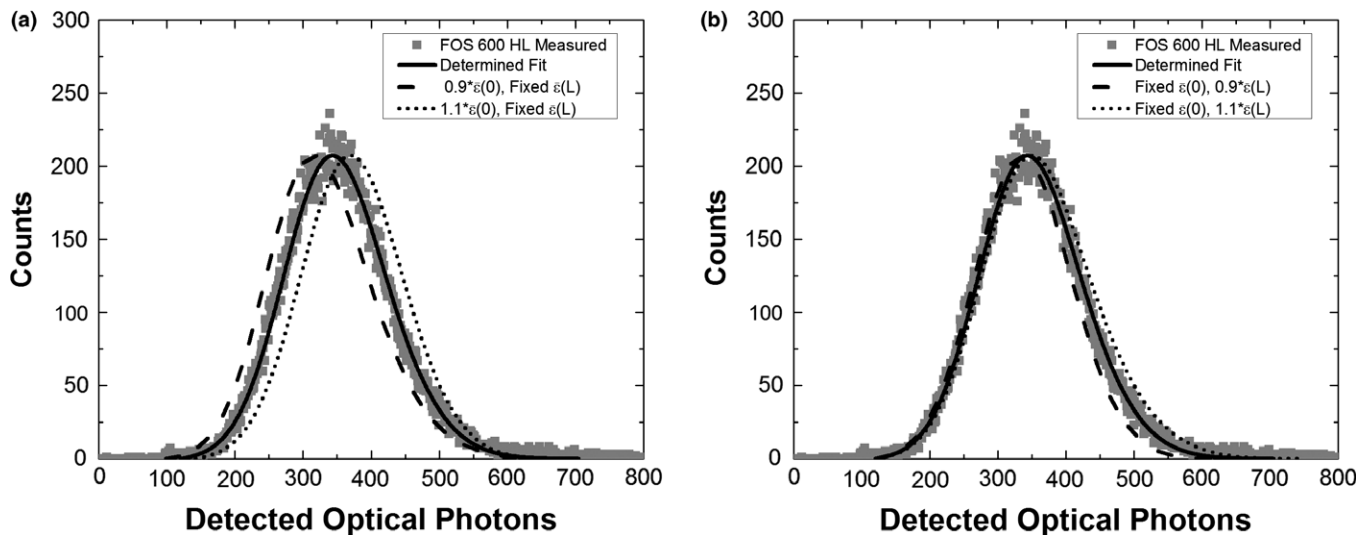 (a)
300
250
200
150
100
50
0
Counts
FOS 600 HL Measured
Determined Fit
0.9*ε̄(0), Fixed ε̄(L)
1.1*ε̄(0), Fixed ε̄(L)
0 100 200 300 400 500 600 700 800
Detected Optical Photons
(b)
300
250
200
150
100
50
0
Counts
FOS 600 HL Measured
Determined Fit
Fixed ε̄(0), 0.9*ε̄(L)
Fixed ε̄(0), 1.1*ε̄(L)
0 100 200 300 400 500 600 700 800
Detected Optical Photons